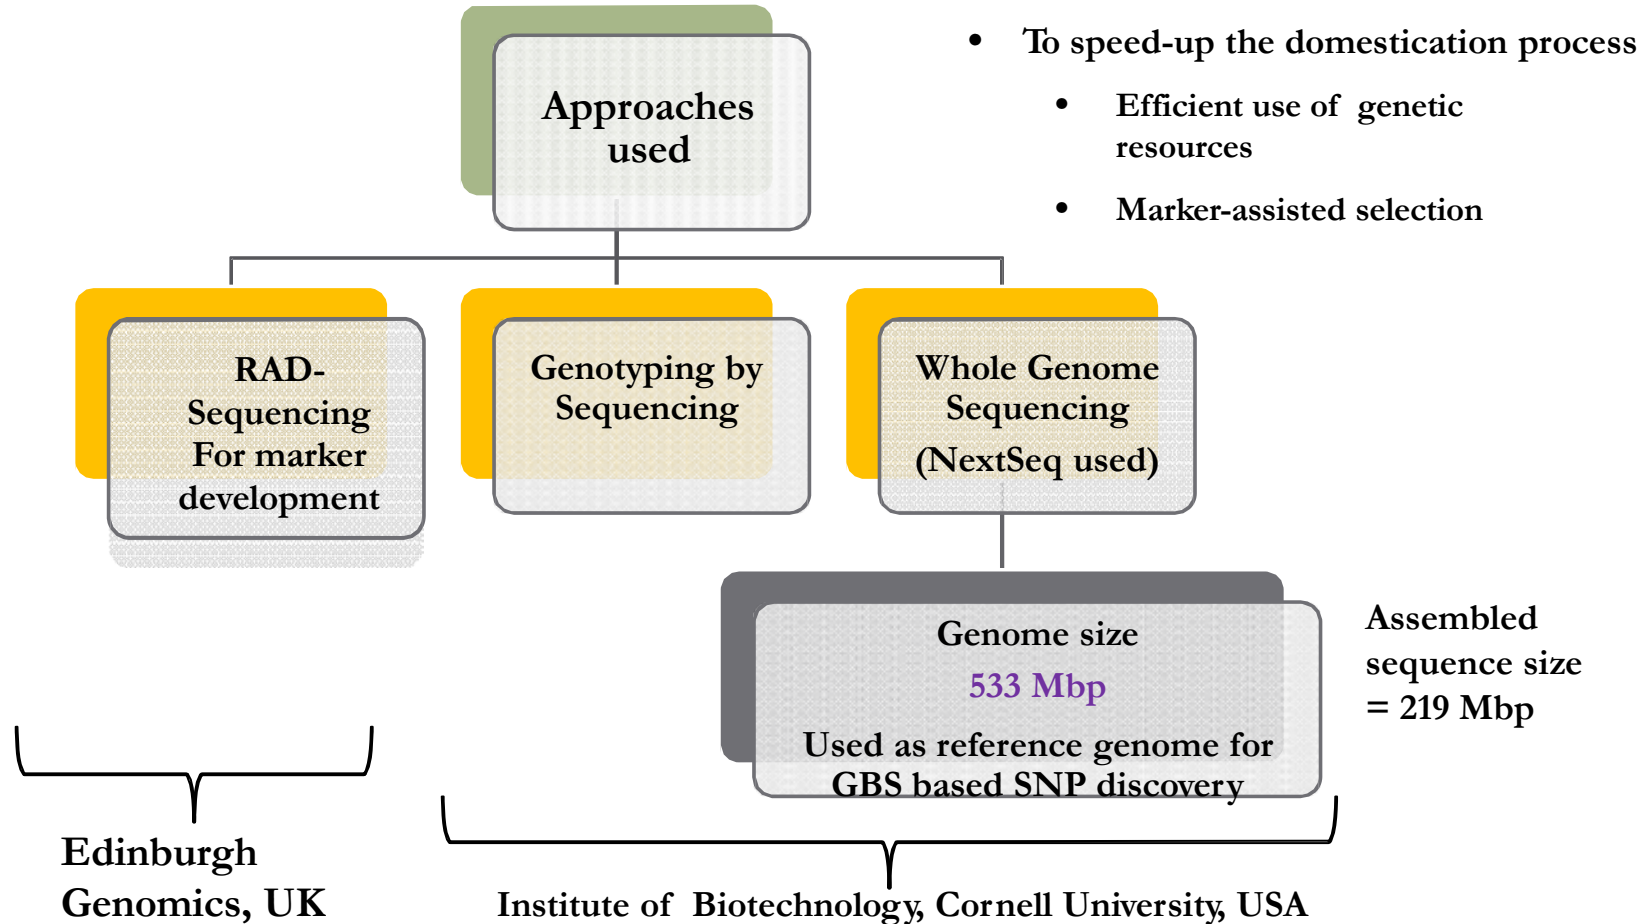 Approaches
used
• To speed-up the domestication process
• Efficient use of genetic
resources
• Marker-assisted selection
RAD-
Sequencing
For marker
development
Genotyping by
Sequencing
Whole Genome
Sequencing
(NextSeq used)
Genome size
533 Mbp
Used as reference genome for
GBS based SNP discovery
Assembled
sequence size
= 219 Mbp
Edinburgh
Genomics, UK
Institute of Biotechnology, Cornell University, USA